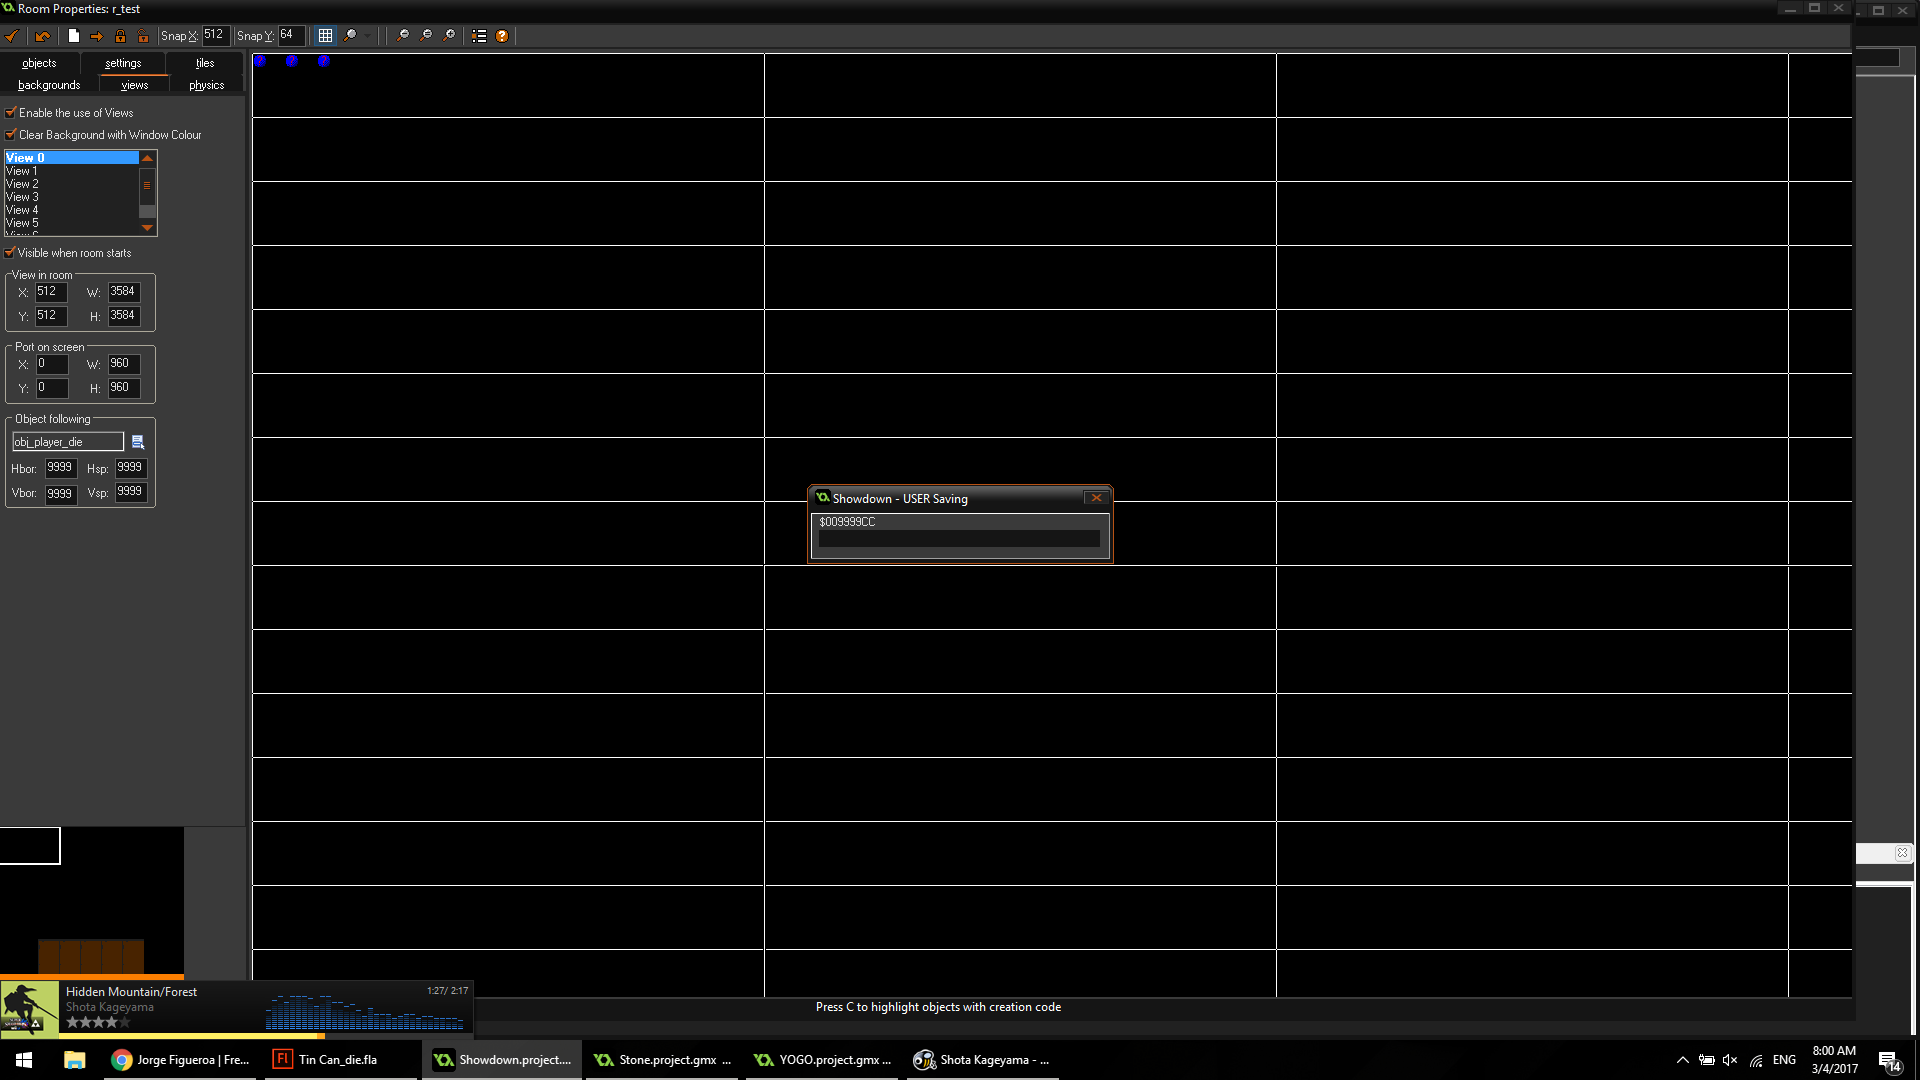 Room Properties: r_test
Snap X: 512 Snap Y: 64
objects settings tiles
backgrounds views physics
Enable the use of Views
Clear Background with Window Colour
View 0
View 1
View 2
View 3
View 4
View 5
Visible when room starts
View in room
X: 512 W: 3584
Y: 512 H: 3584
Port on screen
X: 0 W: 960
Y: 0 H: 960
Object following
obj_player_die
Hbor: 9999 Hsp: 9999
Vbor: 9999 Vsp: 9999
? ? ?
Showdown - USER Saving
$009999CC
Hidden Mountain/Forest
1:27/ 2:17
Shota Kageyama
Press C to highlight objects with creation code
Jorge Figueroa | Fre...
Fl
Tin Can_die.fla
Showdown.project....
Stone.project.gmx ...
YOGO.project.gmx ...
Shota Kageyama - ...
ENG
8:00 AM
3/4/2017
14